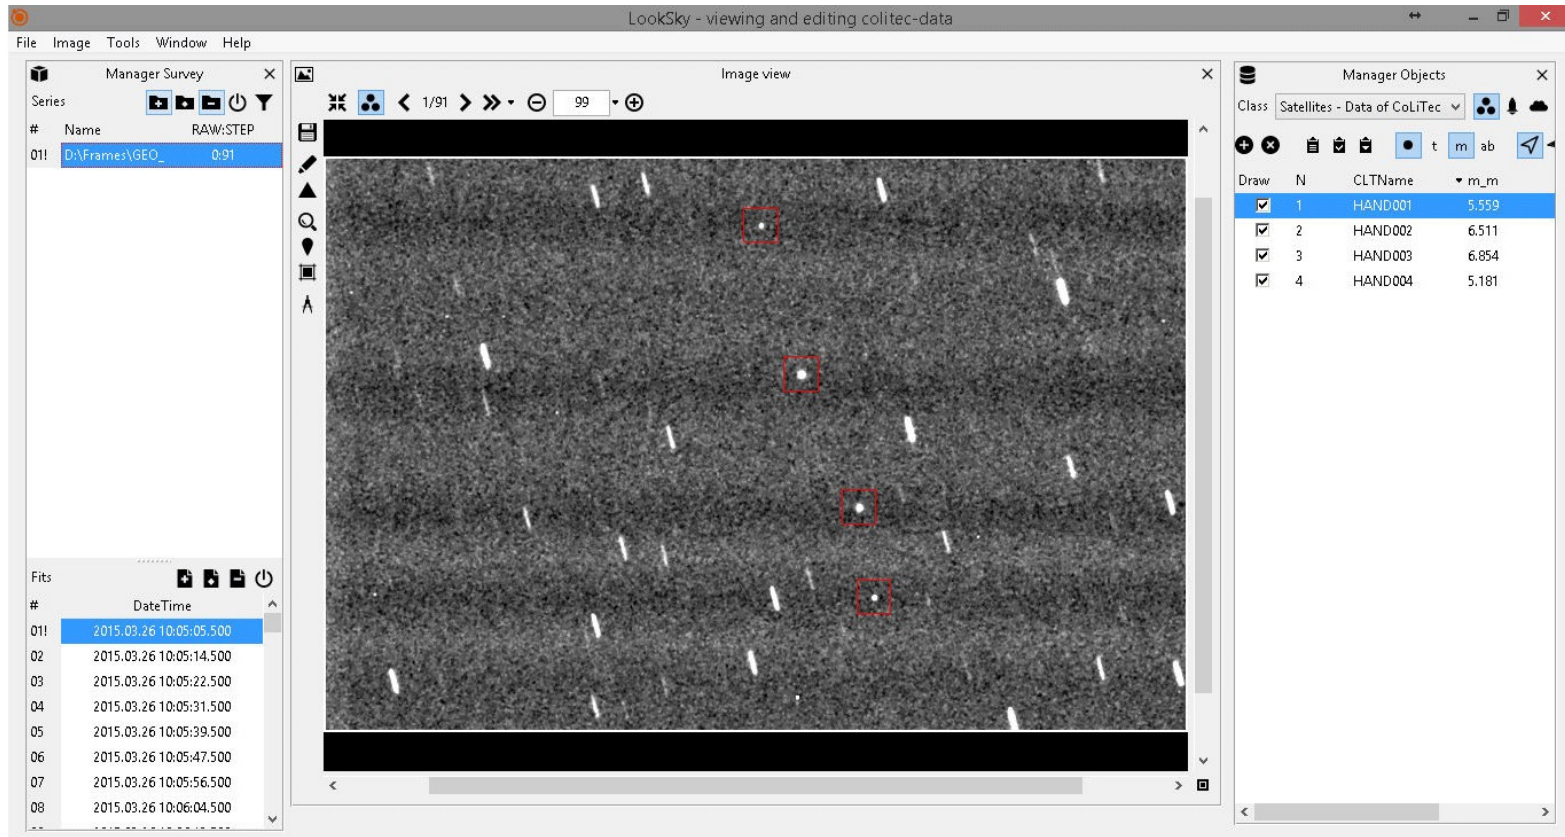 LookSky - viewing and editing colitec-data
File Image Tools Window Help
Manager Survey
Series
# Name RAW:STEP
01! D:\Frames\GEO_ 0:91
Fits
# DateTime
01! 2015.03.26 10:05:05.500
02 2015.03.26 10:05:14.500
03 2015.03.26 10:05:22.500
04 2015.03.26 10:05:31.500
05 2015.03.26 10:05:39.500
06 2015.03.26 10:05:47.500
07 2015.03.26 10:05:56.500
08 2015.03.26 10:06:04.500
Image view
1/91 99
Manager Objects
Class Satellites - Data of CoLiTec
t m ab
Draw N CLTName m_m
1 HAND001 5.559
2 HAND002 6.511
3 HAND003 6.854
4 HAND004 5.181